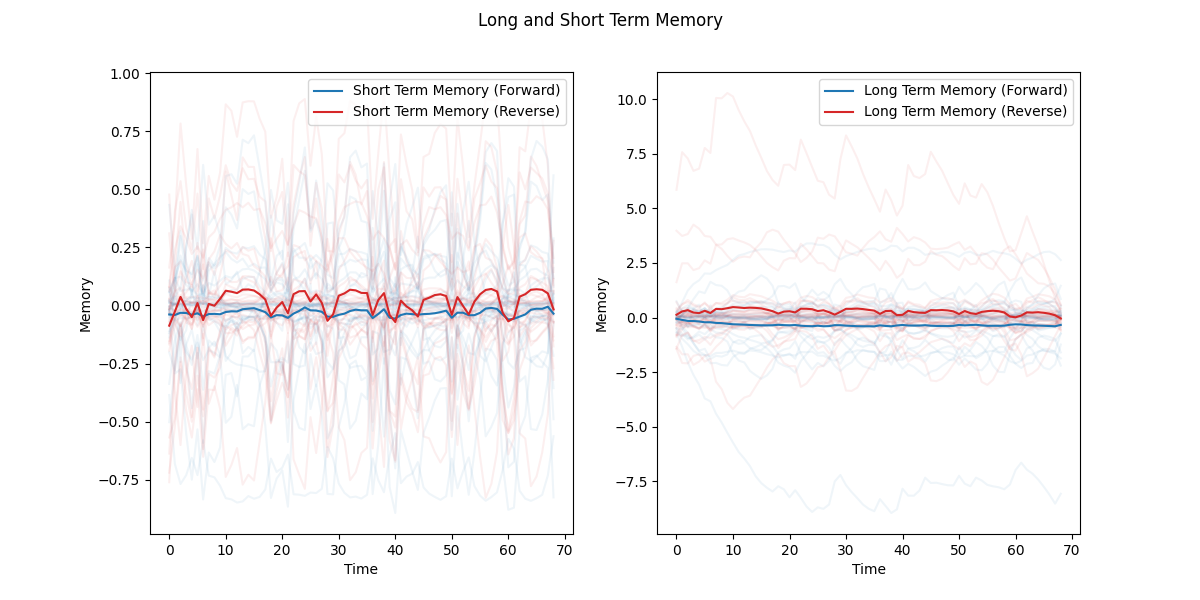 Long and Short Term Memory
Short Term Memory (Forward)
Short Term Memory (Reverse)
1.00
0.75
0.50
0.25
0.00
−0.25
−0.50
−0.75
Memory
0 10 20 30 40 50 60 70
Time
Long Term Memory (Forward)
Long Term Memory (Reverse)
10.0
7.5
5.0
2.5
0.0
−2.5
−5.0
−7.5
Memory
0 10 20 30 40 50 60 70
Time